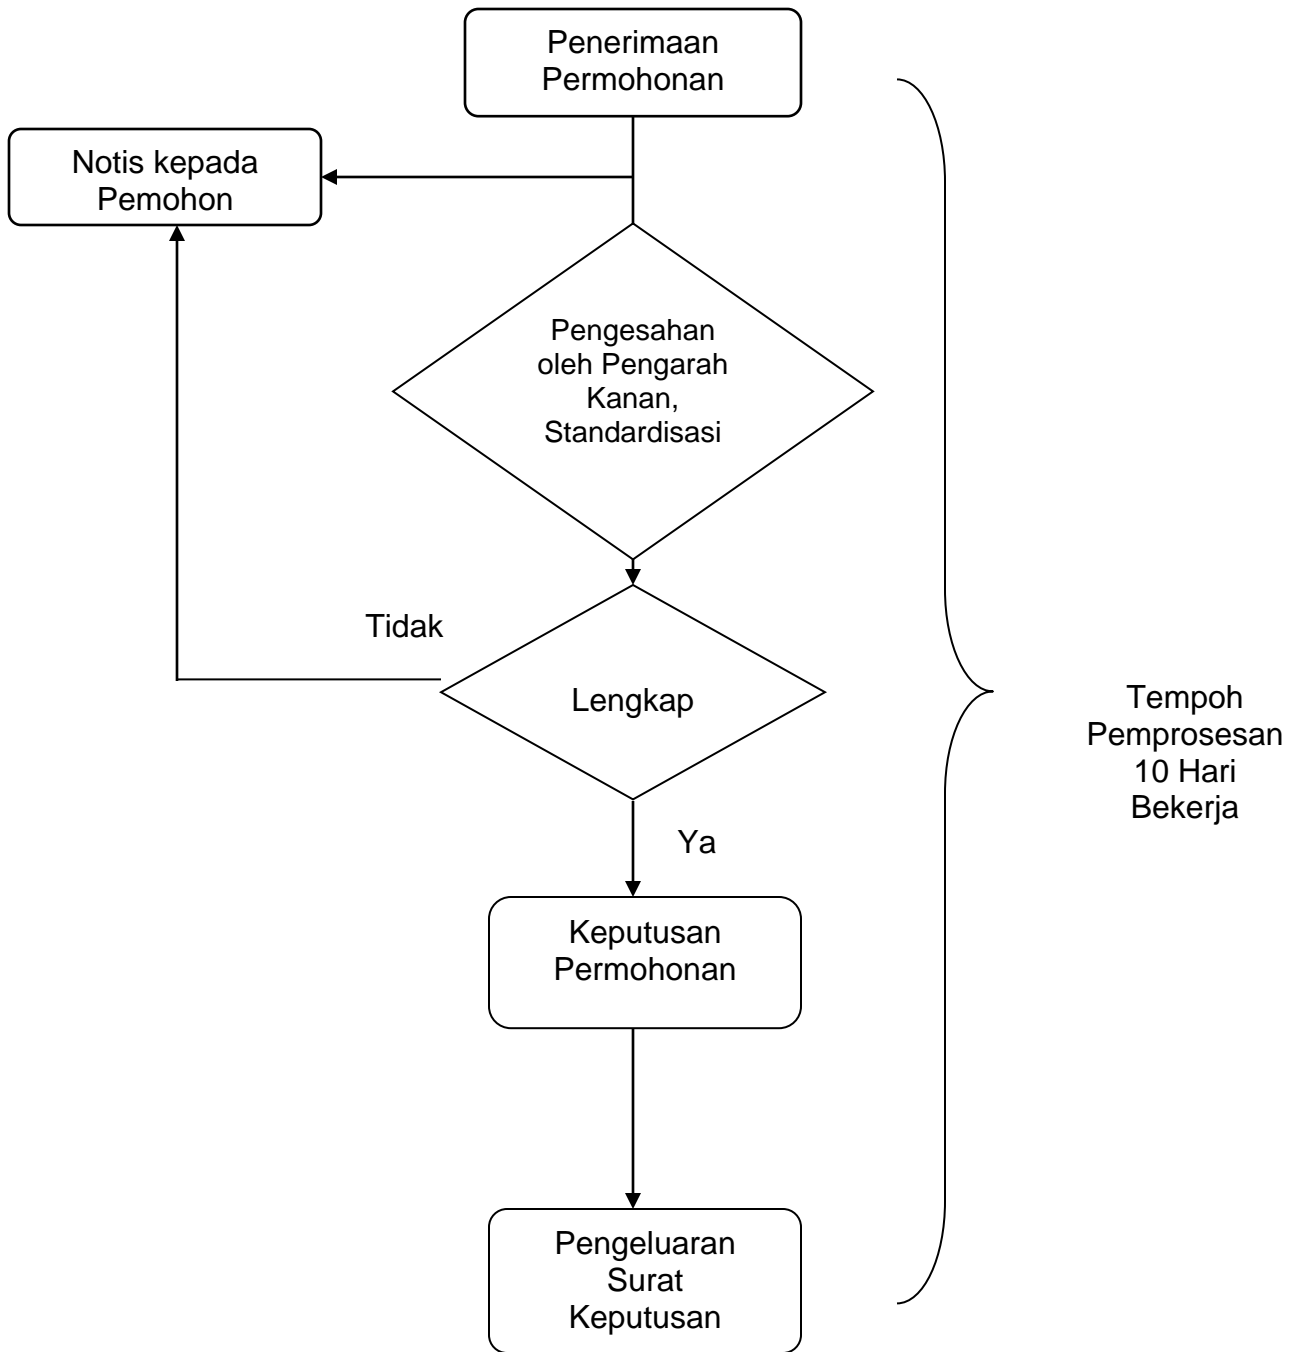 Penerimaan
Permohonan
Notis kepada
Pemohon
Pengesahan
oleh Pengarah
Kanan,
Standardisasi
Tidak
Lengkap
Tempoh
Pemprosesan
10 Hari
Bekerja
Ya
Keputusan
Permohonan
Pengeluaran
Surat
Keputusan